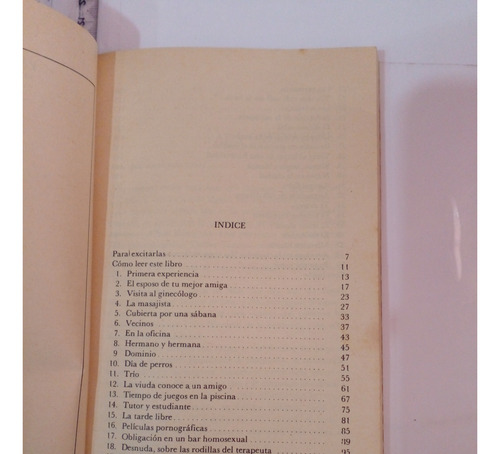 INDICE
Para excitarlas 7
Cómo leer este libro 11
1. Primera experiencia 13
2. El esposo de tu mejor amiga 17
3. Visita al ginecólogo 23
4. La masajista 27
5. Cubierta por una sábana 33
6. Vecinos 37
7. En la oficina 43
8. Hermano y hermana 45
9 Dominio 47
10. Día de perros 51
11. Trío 55
12. La viuda conoce a un amigo 61
13. Tiempo de juegos en la piscina 67
14. Tutor y estudiante 75
15. La tarde libre 81
16. Películas pornográficas 85
17. Obligación en un bar homosexual 89
18. Desnuda, sobre las rodillas del terapeuta 95